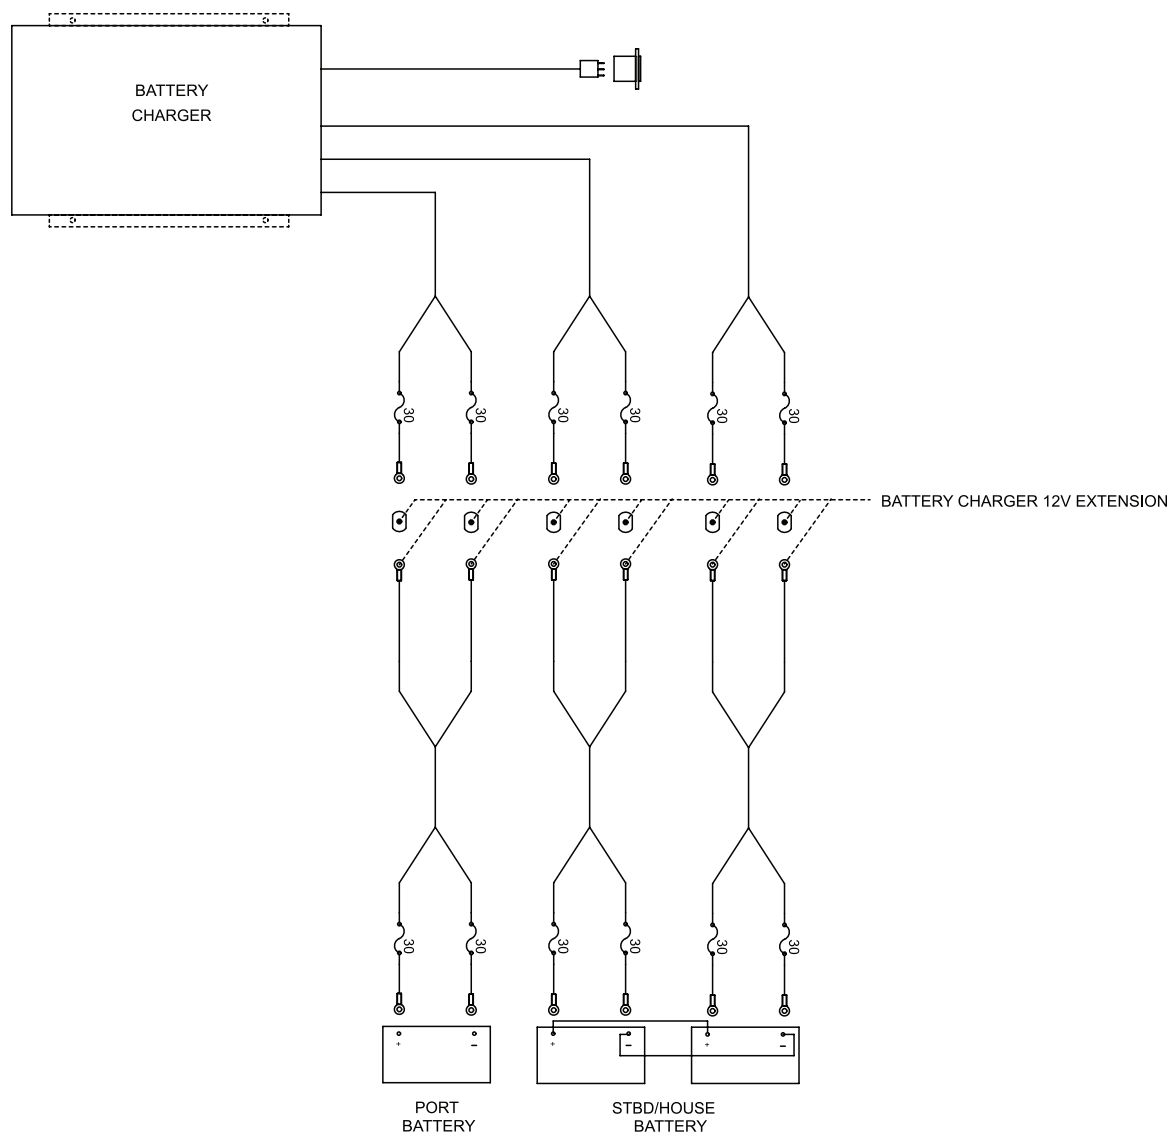 BATTERY
CHARGER
30 30 30 30 30 30
BATTERY CHARGER 12V EXTENSION
30 30 30 30 30 30
+ - + - + -
PORT
BATTERY
STBD/HOUSE
BATTERY